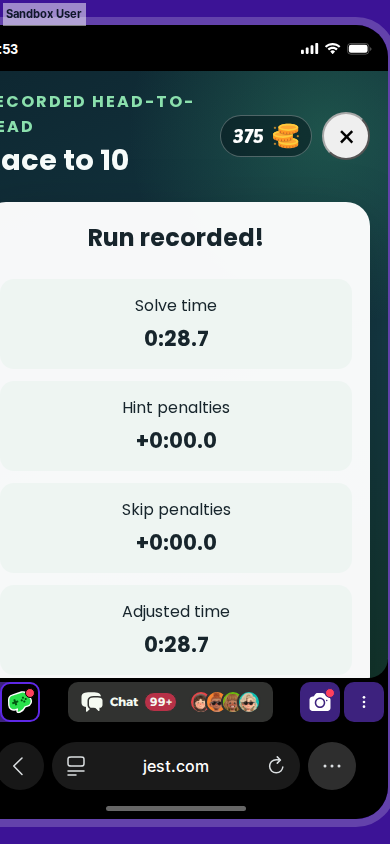 Sandbox User
:53
ECORDED HEAD-TO-
EAD
ace to 10
375
Run recorded!
Solve time
0:28.7
Hint penalties
+0:00.0
Skip penalties
+0:00.0
Adjusted time
0:28.7
Chat 99+
jest.com